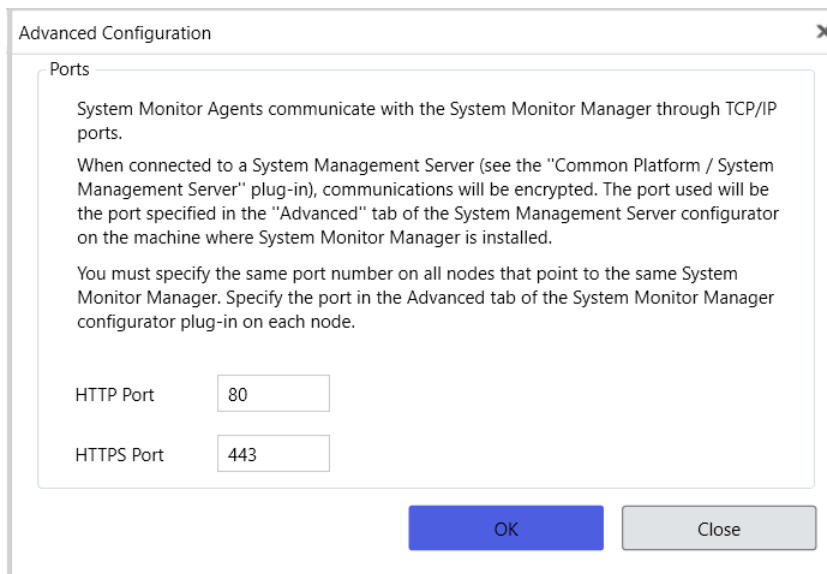 Advanced Configuration
Ports
System Monitor Agents communicate with the System Monitor Manager through TCP/IP
ports.
When connected to a System Management Server (see the "Common Platform / System
Management Server" plug-in), communications will be encrypted. The port used will be
the port specified in the "Advanced" tab of the System Management Server configurator
on the machine where System Monitor Manager is installed.
You must specify the same port number on all nodes that point to the same System
Monitor Manager. Specify the port in the Advanced tab of the System Monitor Manager
configurator plug-in on each node.
HTTP Port 80
HTTPS Port 443
OK Close